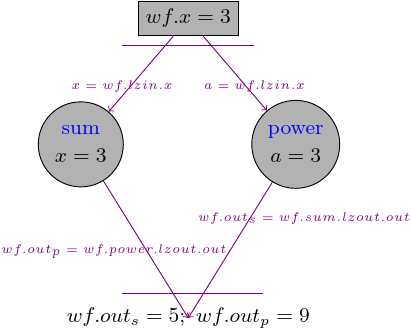 wf.x = 3
x = wf.lzin.x
a = wf.lzin.x
sum
x = 3
power
a = 3
wf.out_s = wf.sum.lzout.out
wf.out_p = wf.power.lzout.out
wf.out_s = 5; wf.out_p = 9